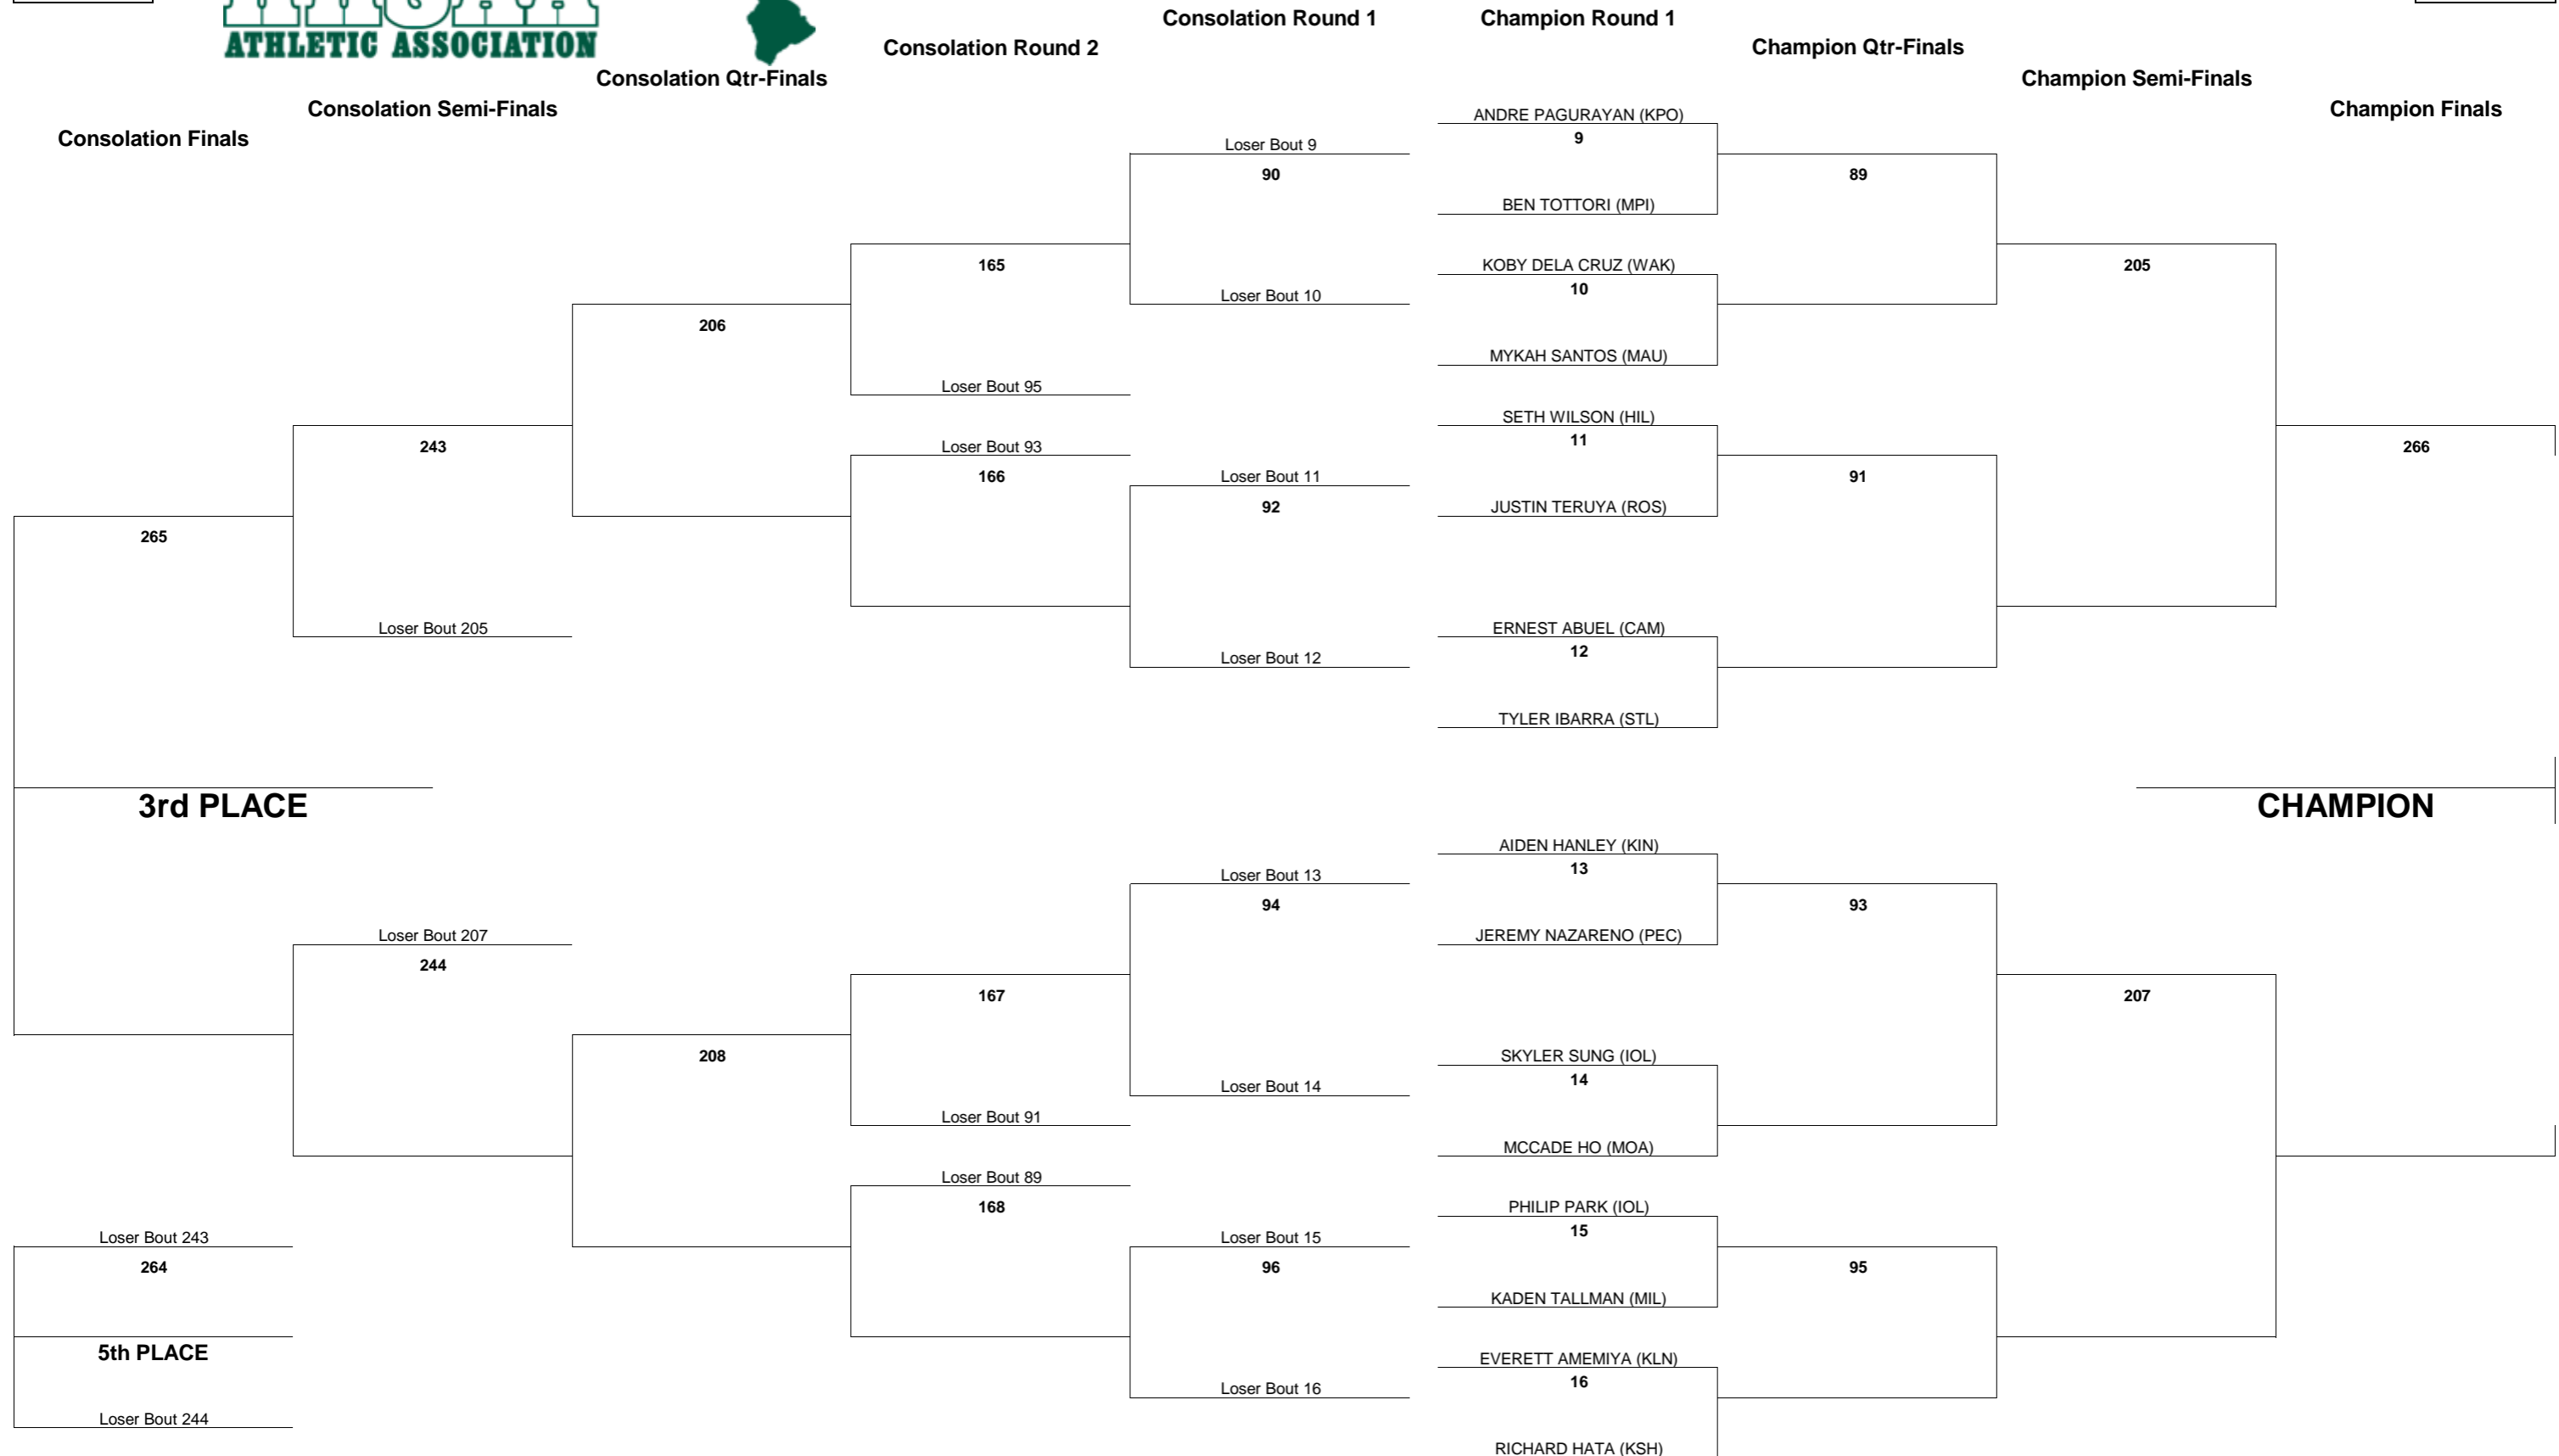 ATHLETIC ASSOCIATION
Consolation Round 1
Champion Round 1
Consolation Round 2
Champion Qtr-Finals
Consolation Qtr-Finals
Champion Semi-Finals
Consolation Semi-Finals
Champion Finals
Consolation Finals
ANDRE PAGURAYAN (KPO)
9
Loser Bout 9
90
89
BEN TOTTORI (MPI)
165
KOBY DELA CRUZ (WAK)
205
10
Loser Bout 10
206
MYKAH SANTOS (MAU)
Loser Bout 95
SETH WILSON (HIL)
11
243
Loser Bout 93
266
166
Loser Bout 11
91
92
JUSTIN TERUYA (ROS)
265
Loser Bout 205
ERNEST ABUEL (CAM)
12
Loser Bout 12
TYLER IBARRA (STL)
3rd PLACE
CHAMPION
AIDEN HANLEY (KIN)
13
Loser Bout 13
94
93
Loser Bout 207
JEREMY NAZARENO (PEC)
244
167
207
208
SKYLER SUNG (IOL)
14
Loser Bout 14
Loser Bout 91
MCCADE HO (MOA)
Loser Bout 89
168
PHILIP PARK (IOL)
15
Loser Bout 243
Loser Bout 15
264
96
95
KADEN TALLMAN (MIL)
5th PLACE
EVERETT AMEMIYA (KLN)
16
Loser Bout 16
Loser Bout 244
RICHARD HATA (KSH)